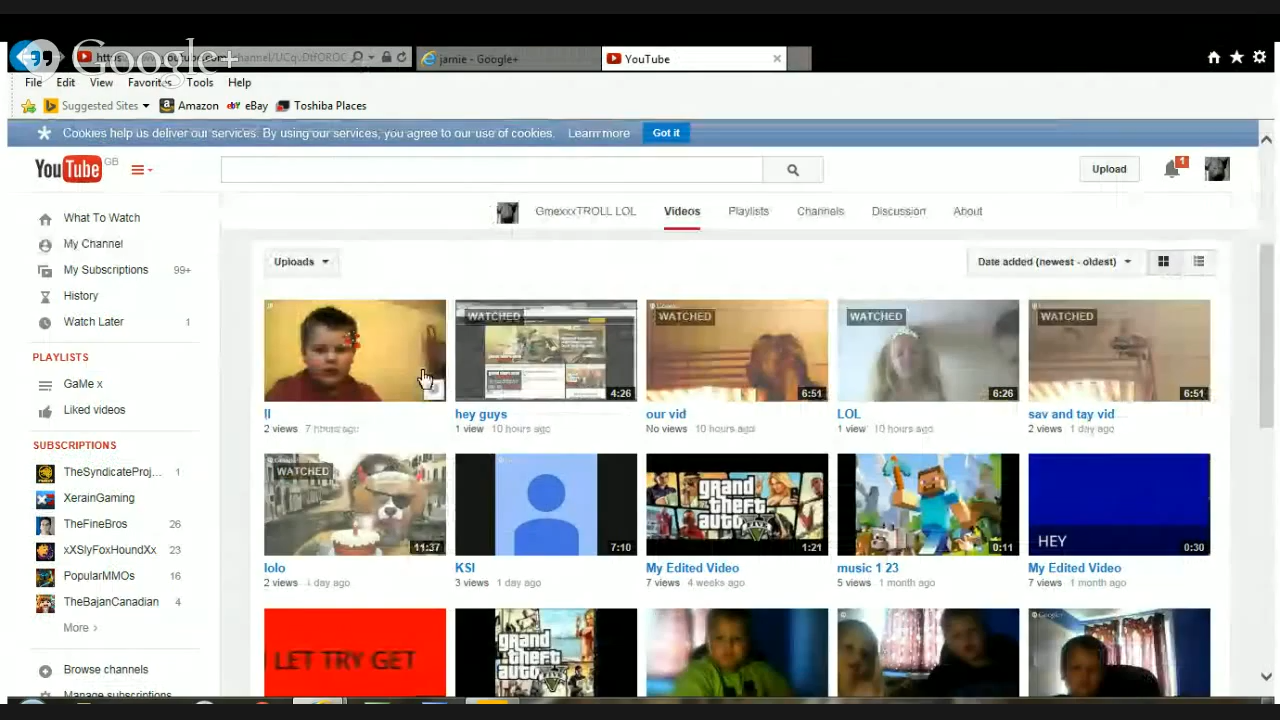 Google+
jamie - Google+
YouTube
File Edit View Favorites Tools Help
Suggested Sites Amazon eBay Toshiba Places
Cookies help us deliver our services. By using our services, you agree to our use of cookies. Learn more Got it
YouTube GB
Upload 1
What To Watch
My Channel
My Subscriptions 99+
History
Watch Later 1
PLAYLISTS
GaMe x
Liked videos
SUBSCRIPTIONS
TheSyndicateProj... 1
XerainGaming
TheFineBros 26
xXSlyFoxHoundXx 23
PopularMMOs 16
TheBajanCanadian 4
More ›
Browse channels
Manage subscriptions
GmexxxTROLL LOL Videos Playlists Channels Discussion About
Uploads Date added (newest - oldest)
WATCHED WATCHED WATCHED WATCHED
4:26 6:51 6:26 6:51
hey guys our vid LOL sav and tay vid
2 views 7 hours ago 1 view 10 hours ago No views 10 hours ago 1 view 10 hours ago 2 views 1 day ago
WATCHED
grand theft auto V
HEY
11:37 7:10 1:21 0:11 0:30
lolo KSI My Edited Video music 1 23 My Edited Video
2 views 1 day ago 3 views 1 day ago 7 views 4 weeks ago 5 views 1 month ago 7 views 1 month ago
LET TRY GET
grand theft auto V